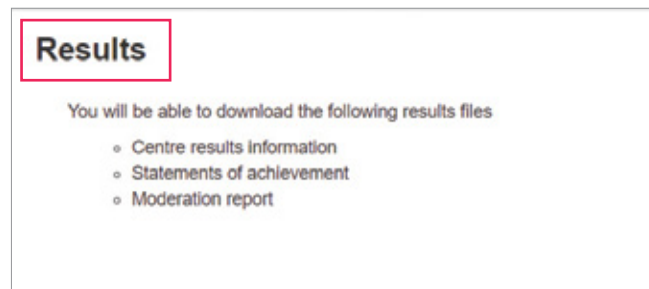 Results
You will be able to download the following results files
Centre results information
Statements of achievement
Moderation report